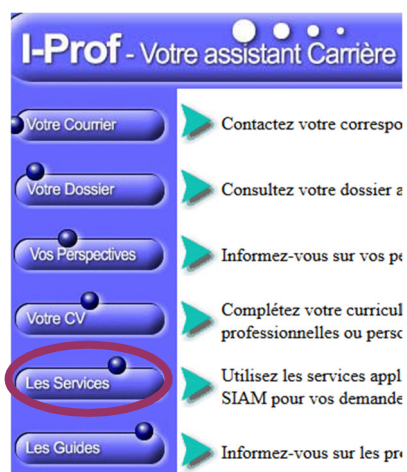 I-Prof - Votre assistant Carrière
Votre Courrier
Contactez votre correspo
Votre Dossier
Consultez votre dossier a
Vos Perspectives
Informez-vous sur vos pe
Votre CV
Complétez votre curricul
professionnelles ou perso
Les Services
Utilisez les services appl
SIAM pour vos demande
Les Guides
Informez-vous sur les pr